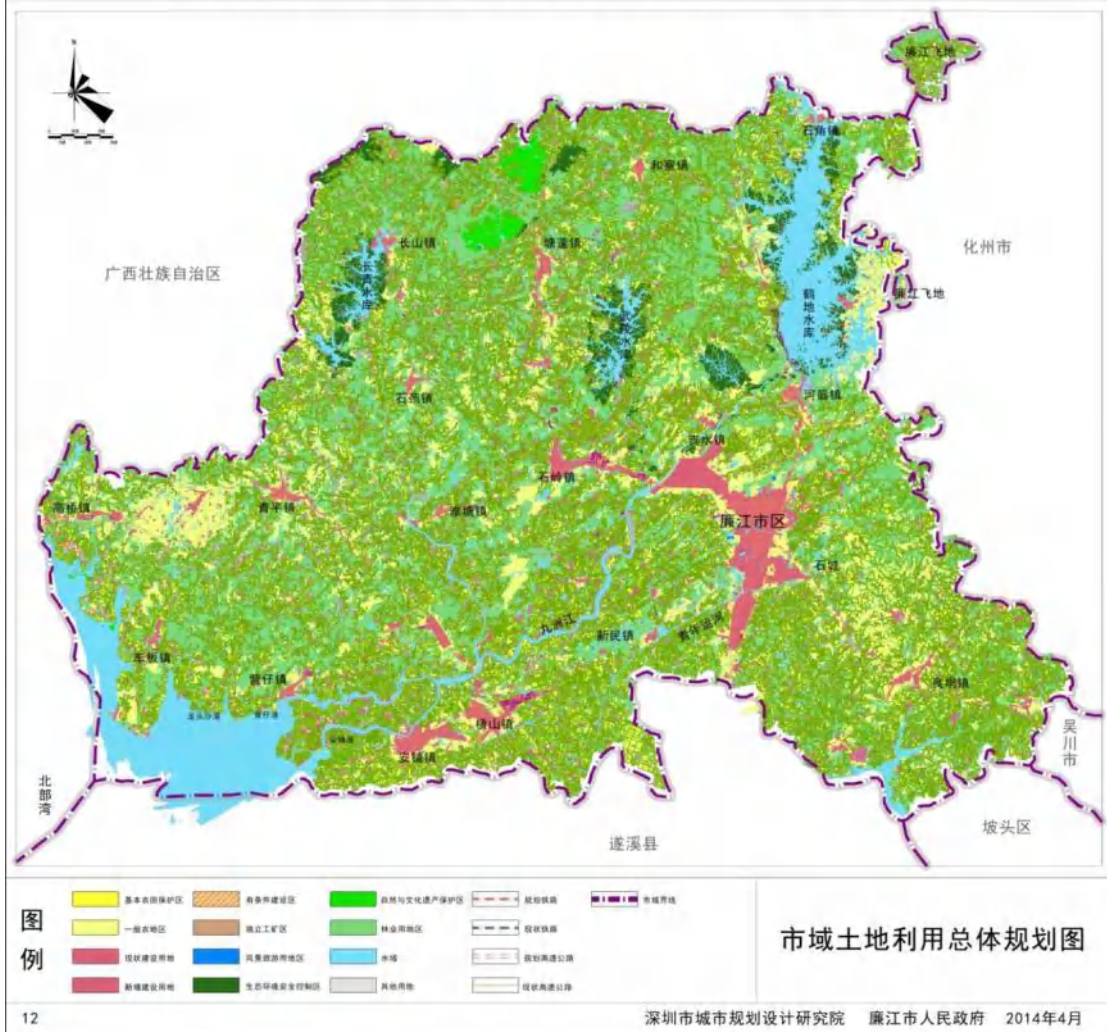 廉江飞地
石角镇
和寮镇
长山镇
塘蓬镇
广西壮族自治区
化州市
长青水库
鹤地水库
廉江飞地
石颈镇
河唇镇
吉水镇
石岭镇
高桥镇
青平镇
雅塘镇
廉江市区
石城
九洲江
新民镇
青年运河
车板镇
营仔镇
良垌镇
横山镇
安铺镇
吴川市
北部湾
坡头区
遂溪县
图例
基本农田保护区
有条件建设区
自然与文化遗产保护区
规划铁路
市域界线
一般农地区
独立工矿区
林业用地区
现状铁路
现状建设用地
风景旅游用地区
水域
规划高速公路
新增建设用地
生态环境安全控制区
其他用地
现状高速公路
市域土地利用总体规划图
12
深圳市城市规划设计研究院 廉江市人民政府 2014年4月